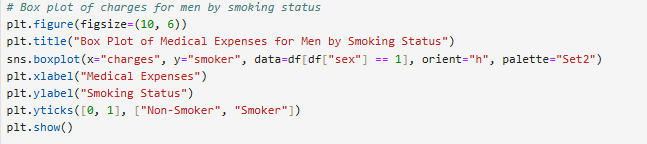 # Box plot of charges for men by smoking status
plt.figure(figsize=(10, 6))
plt.title("Box Plot of Medical Expenses for Men by Smoking Status")
sns.boxplot(x="charges", y="smoker", data=df[df["sex"] == 1], orient="h", palette="Set2")
plt.xlabel("Medical Expenses")
plt.ylabel("Smoking Status")
plt.yticks([0, 1], ["Non-Smoker", "Smoker"])
plt.show()